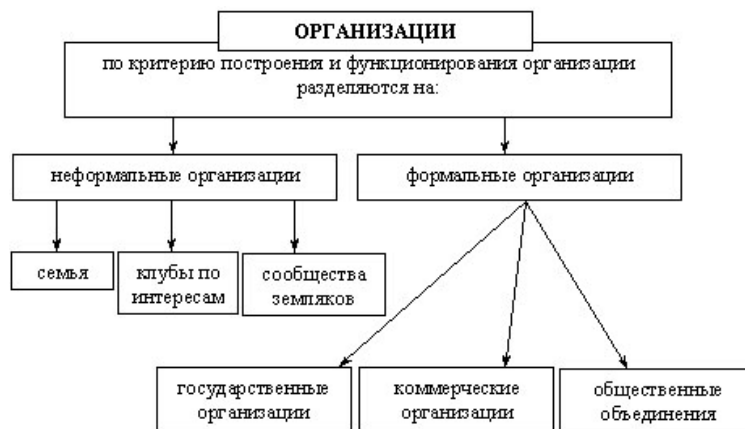 ОРГАНИЗАЦИИ
по критерию построения и функционирования организации
разделяются на:
неформальные организации
формальные организации
семья
клубы по
интересам
сообщества
земляков
государственные
организации
коммерческие
организации
общественные
объединения